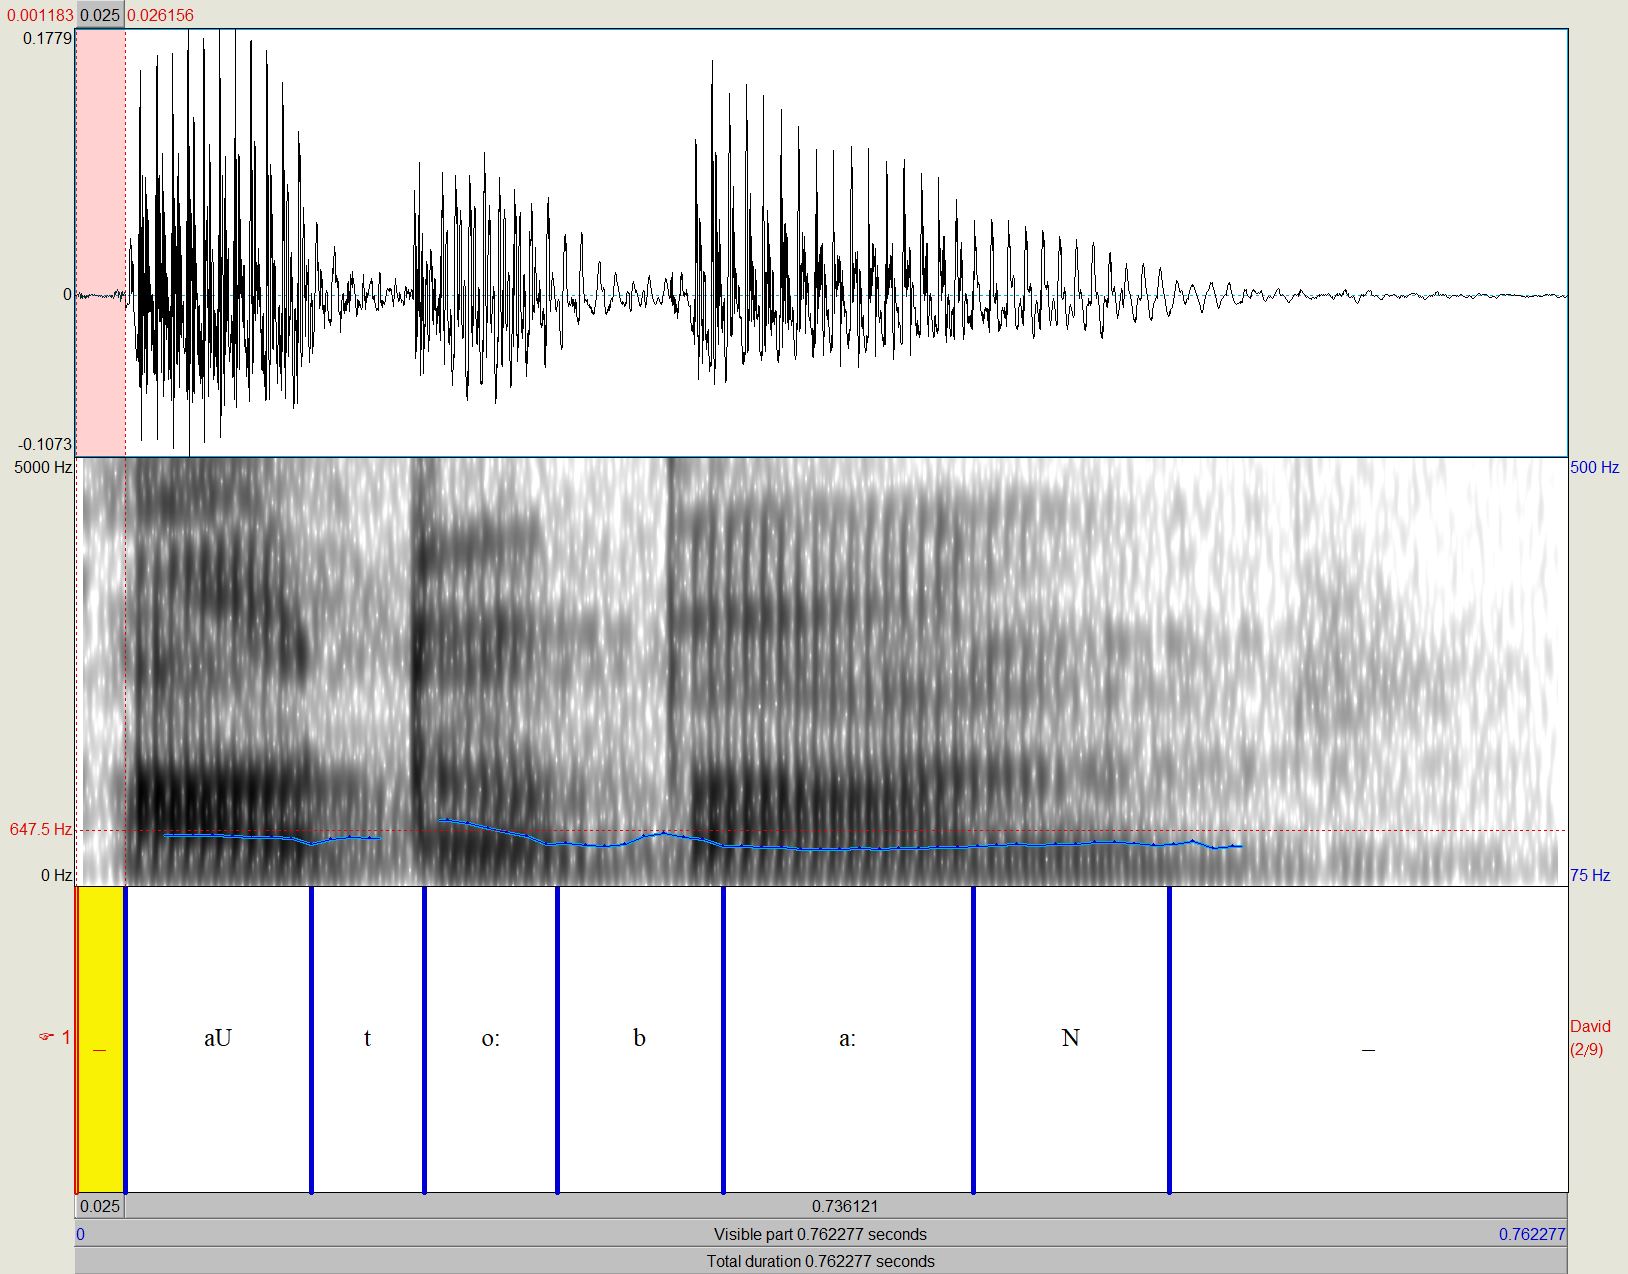 0.001183 0.025 0.026156
0.1779
0
-0.1073
5000 Hz 500 Hz
647.5 Hz
0 Hz 75 Hz
☞ 1 _ aU t o: b a: N _ David
(2/9)
0.025 0.736121
0 Visible part 0.762277 seconds 0.762277
Total duration 0.762277 seconds